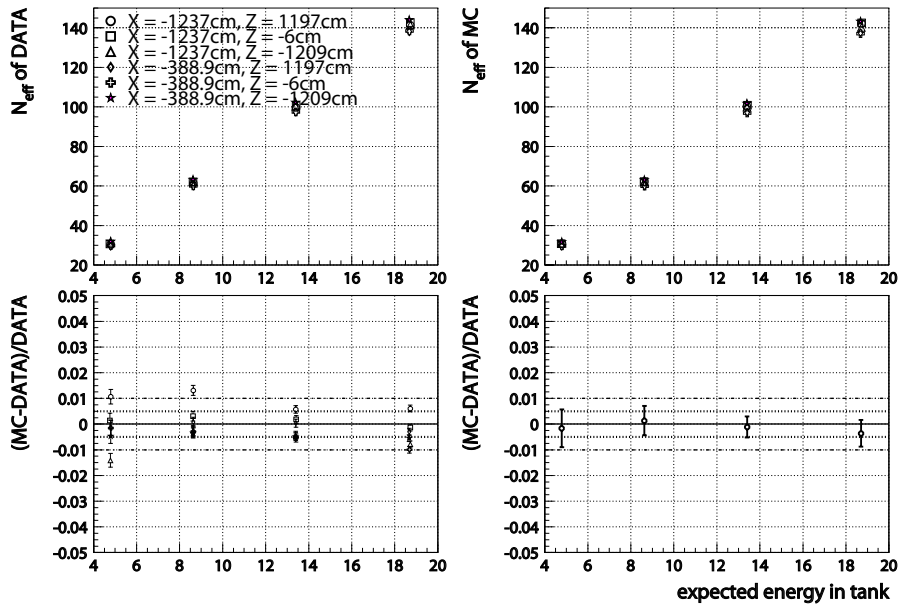 N_eff of DATA
140
120
100
80
60
40
20
X = -1237cm, Z = 1197cm
X = -1237cm, Z = -6cm
X = -1237cm, Z = -1209cm
X = -388.9cm, Z = 1197cm
X = -388.9cm, Z = -6cm
X = -388.9cm, Z = -1209cm
4 6 8 10 12 14 16 18 20
N_eff of MC
140
120
100
80
60
40
20
4 6 8 10 12 14 16 18 20
(MC-DATA)/DATA
0.05
0.04
0.03
0.02
0.01
0
-0.01
-0.02
-0.03
-0.04
-0.05
4 6 8 10 12 14 16 18 20
(MC-DATA)/DATA
0.05
0.04
0.03
0.02
0.01
0
-0.01
-0.02
-0.03
-0.04
-0.05
4 6 8 10 12 14 16 18 20
expected energy in tank